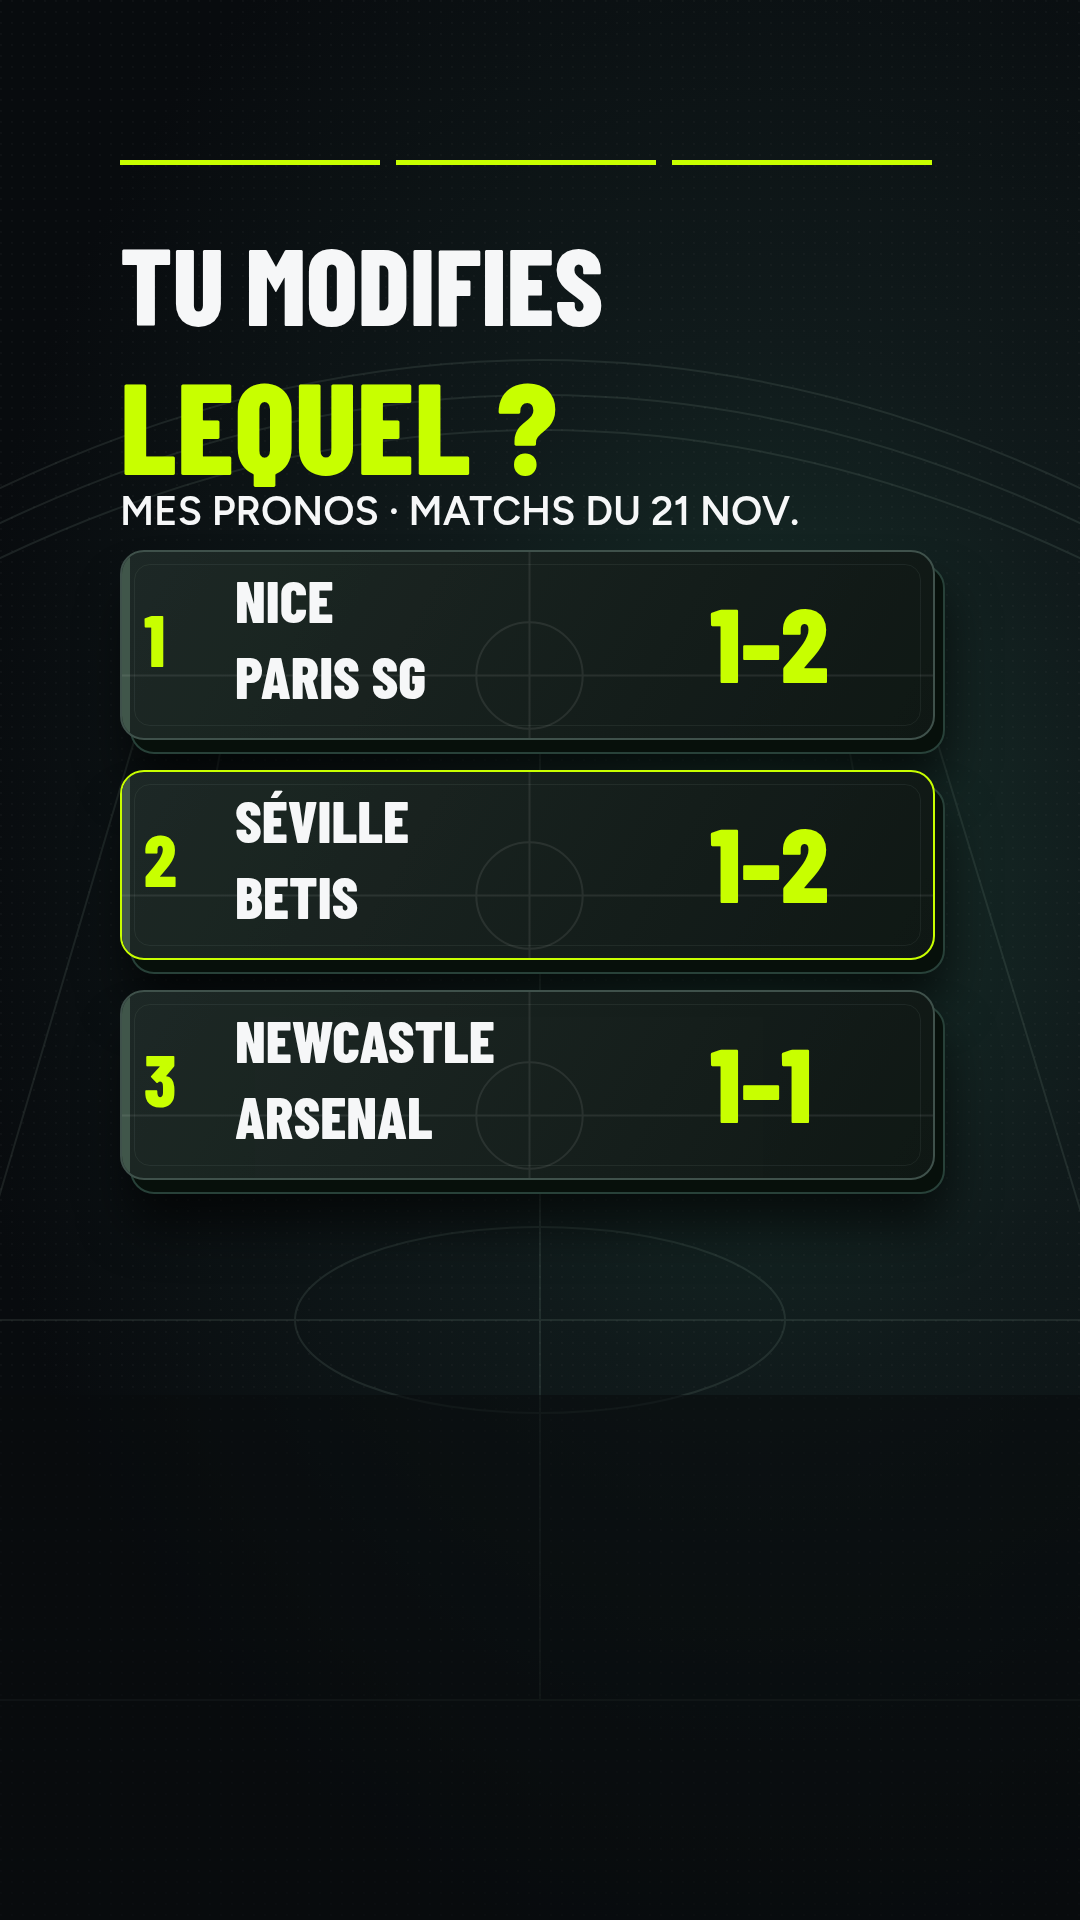 TU MODIFIES
LEQUEL ?
MES PRONOS · MATCHS DU 21 NOV.
1
NICE
PARIS SG
1–2
2
SÉVILLE
BETIS
1–2
3
NEWCASTLE
ARSENAL
1–1